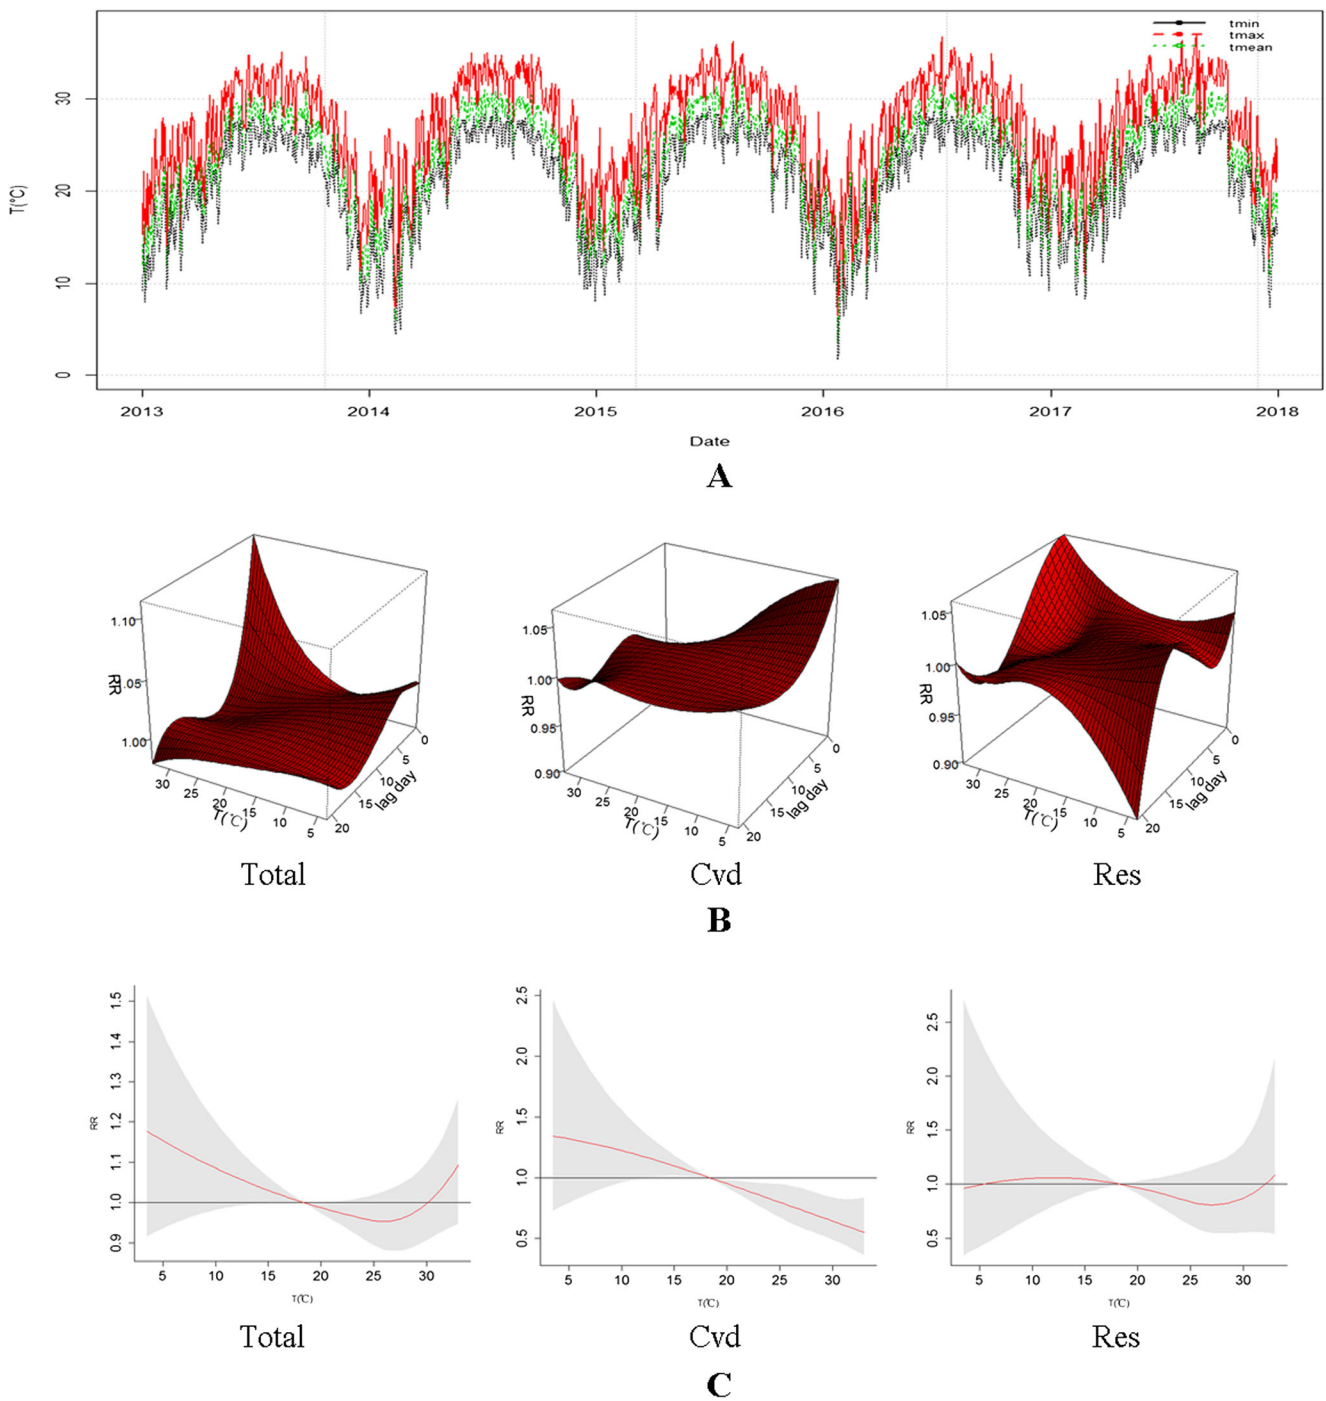 tmin
tmax
tmean
T(°C)
30
20
10
0
2013 2014 2015 2016 2017 2018
Date
A
RR
1.10
1.05
1.00
30 25 20 15 10 5
T(℃)
20 15 10 5 0
lag day
Total
RR
1.05
1.00
0.95
0.90
30 25 20 15 10 5
T(℃)
20 15 10 5 0
lag day
Cvd
RR
1.05
1.00
0.95
0.90
30 25 20 15 10 5
T(℃)
20 15 10 5 0
lag day
Res
B
RR
1.5
1.4
1.3
1.2
1.1
1.0
0.9
5 10 15 20 25 30
T(℃)
Total
RR
2.5
2.0
1.5
1.0
0.5
5 10 15 20 25 30
T(℃)
Cvd
RR
2.5
2.0
1.5
1.0
0.5
5 10 15 20 25 30
T(℃)
Res
C